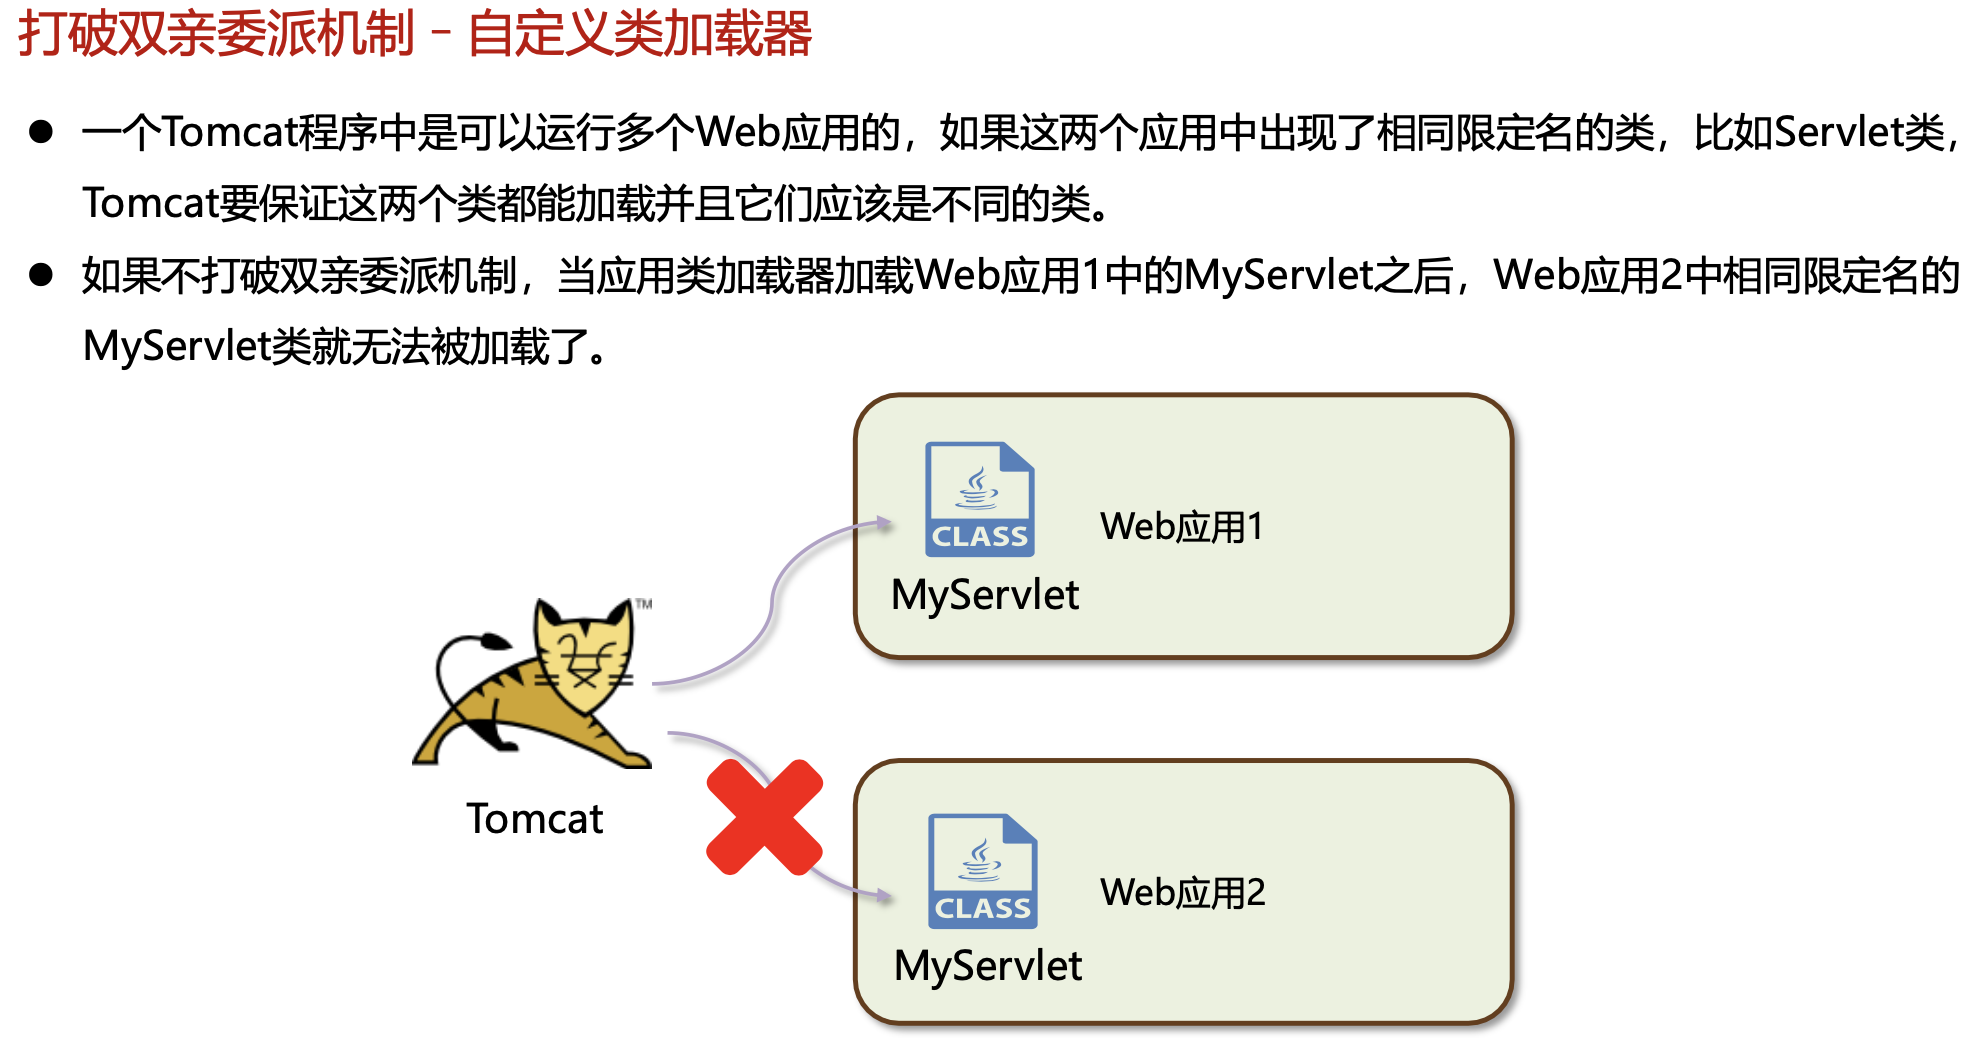 打破双亲委派机制 - 自定义类加载器
● 一个Tomcat程序中是可以运行多个Web应用的，如果这两个应用中出现了相同限定名的类，比如Servlet类，
Tomcat要保证这两个类都能加载并且它们应该是不同的类。
● 如果不打破双亲委派机制，当应用类加载器加载Web应用1中的MyServlet之后，Web应用2中相同限定名的
MyServlet类就无法被加载了。
CLASS
Web应用1
MyServlet
TM
Tomcat
CLASS
Web应用2
MyServlet